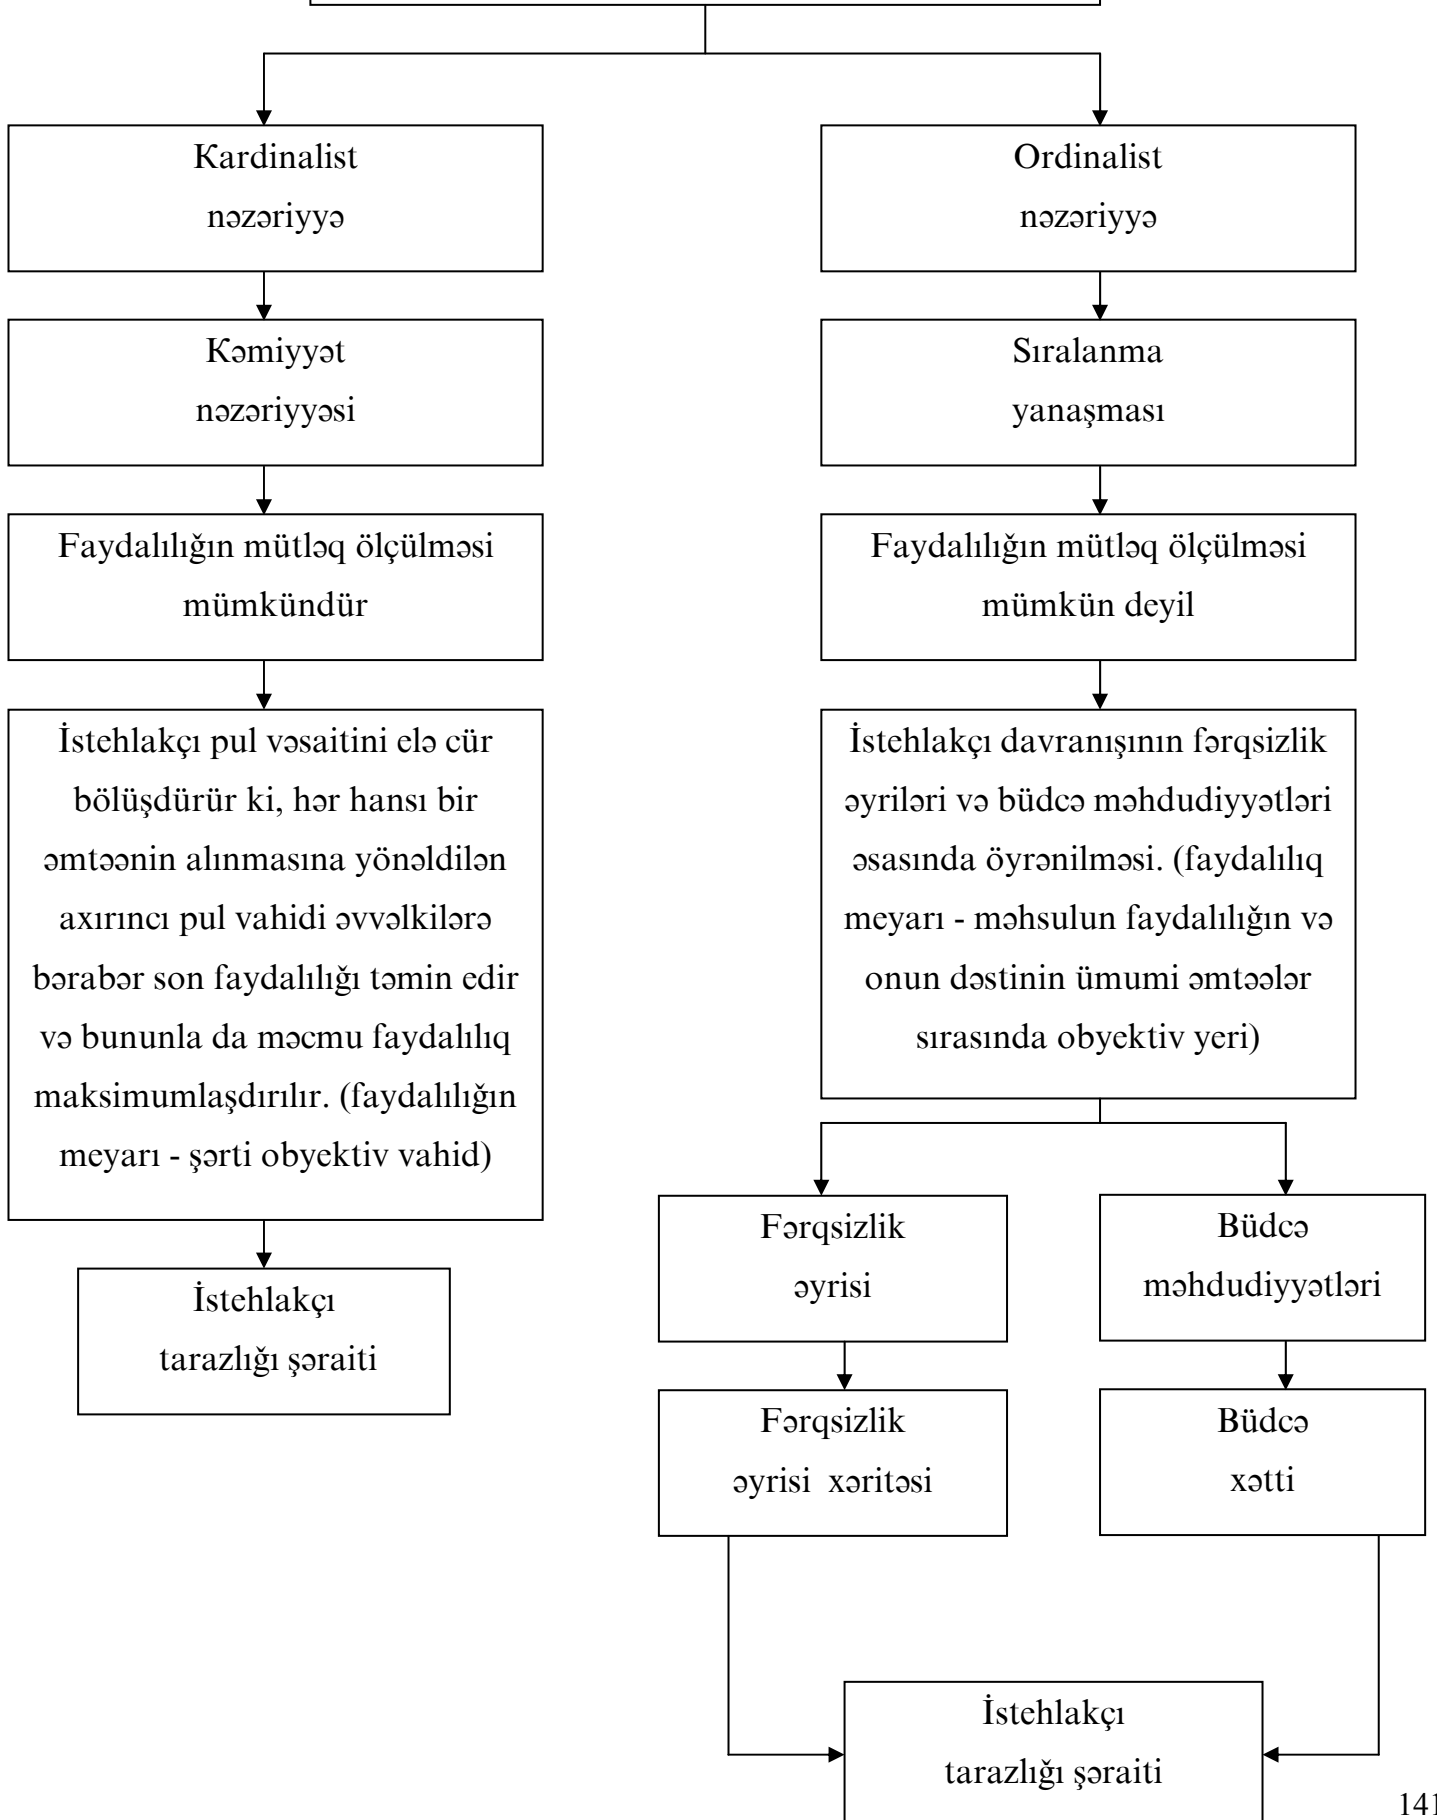 Kardinalist
nəzəriyyə
Ordinalist
nəzəriyyə
Kəmiyyət
nəzəriyyəsi
Sıralanma
yanaşması
Faydalılığın mütləq ölçülməsi
mümkündür
Faydalılığın mütləq ölçülməsi
mümkün deyil
İstehlakçı pul vəsaitini elə cür
bölüşdürür ki, hər hansı bir
əmtəənin alınmasına yönəldilən
axırıncı pul vahidi əvvəlkilərə
bərabər son faydalılığı təmin edir
və bununla da məcmu faydalılıq
maksimumlaşdırılır. (faydalılığın
meyarı - şərti obyektiv vahid)
İstehlakçı davranışının fərqsizlik
əyriləri və büdcə məhdudiyyətləri
əsasında öyrənilməsi. (faydalılıq
meyarı - məhsulun faydalılığın və
onun dəstinin ümumi əmtəələr
sırasında obyektiv yeri)
İstehlakçı
tarazlığı şəraiti
Fərqsizlik
əyrisi
Büdcə
məhdudiyyətləri
Fərqsizlik
əyrisi xəritəsi
Büdcə
xətti
İstehlakçı
tarazlığı şəraiti
141